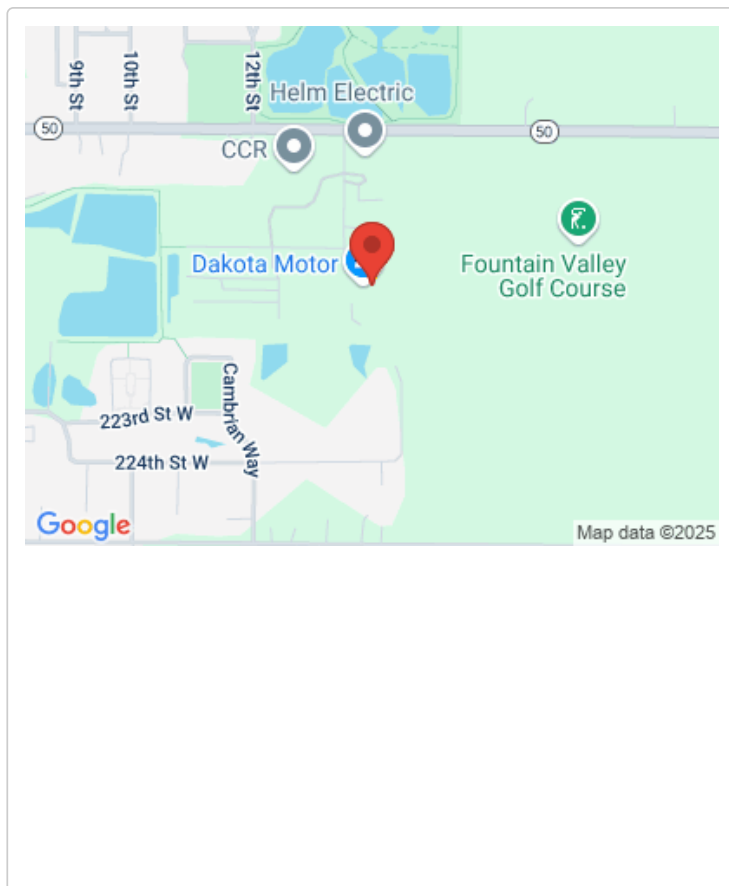 9th St
10th St
12th St
Helm Electric
50
50
CCR
Dakota Motor
Fountain Valley
Golf Course
Cambrian Way
223rd St W
224th St W
Google
Map data ©2025